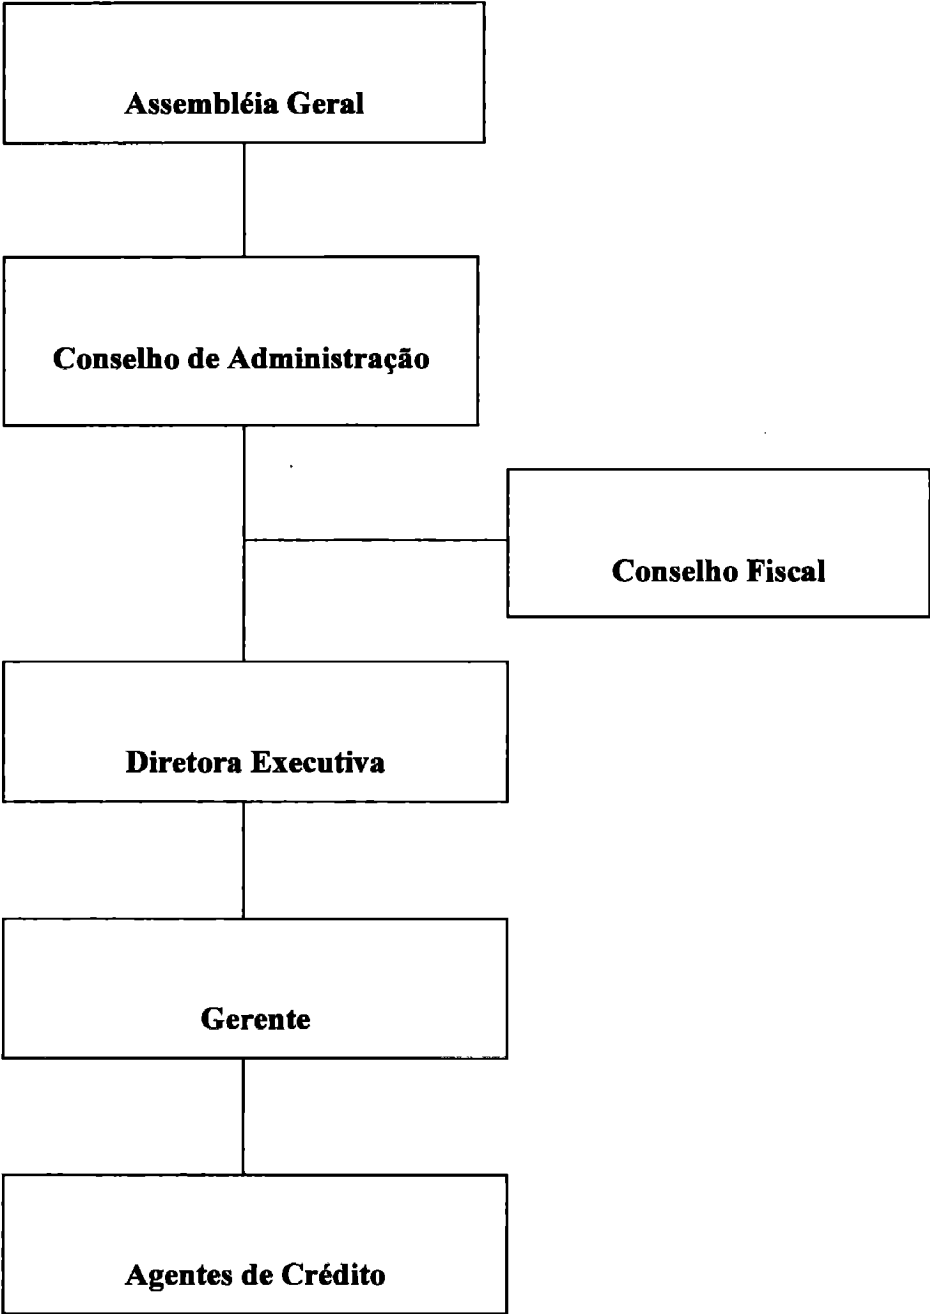 Assembléia Geral
Conselho de Administração
Conselho Fiscal
Diretora Executiva
Gerente
Agentes de Crédito